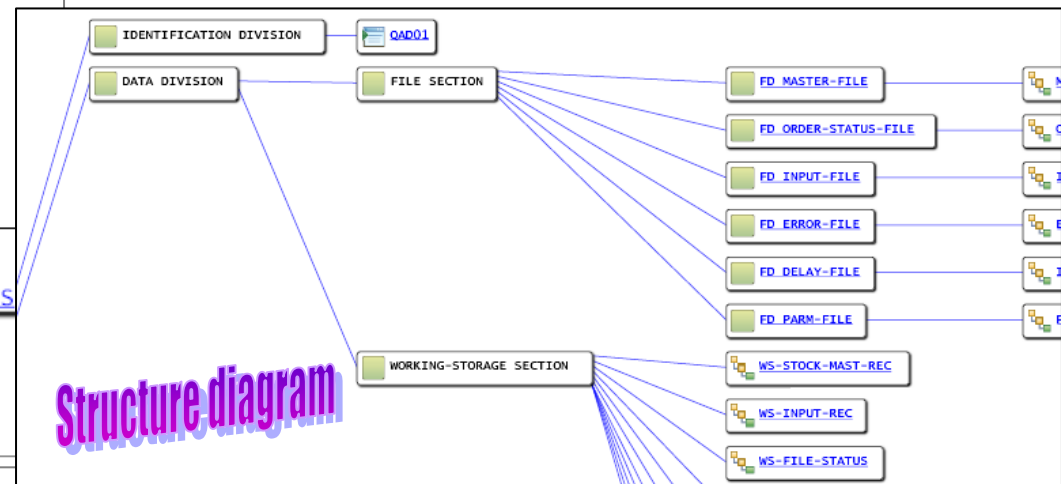 IDENTIFICATION DIVISION
QAD01
DATA DIVISION
FILE SECTION
FD MASTER-FILE
FD ORDER-STATUS-FILE
FD INPUT-FILE
FD ERROR-FILE
FD DELAY-FILE
FD PARM-FILE
S
WORKING-STORAGE SECTION
WS-STOCK-MAST-REC
WS-INPUT-REC
WS-FILE-STATUS
Structure diagram